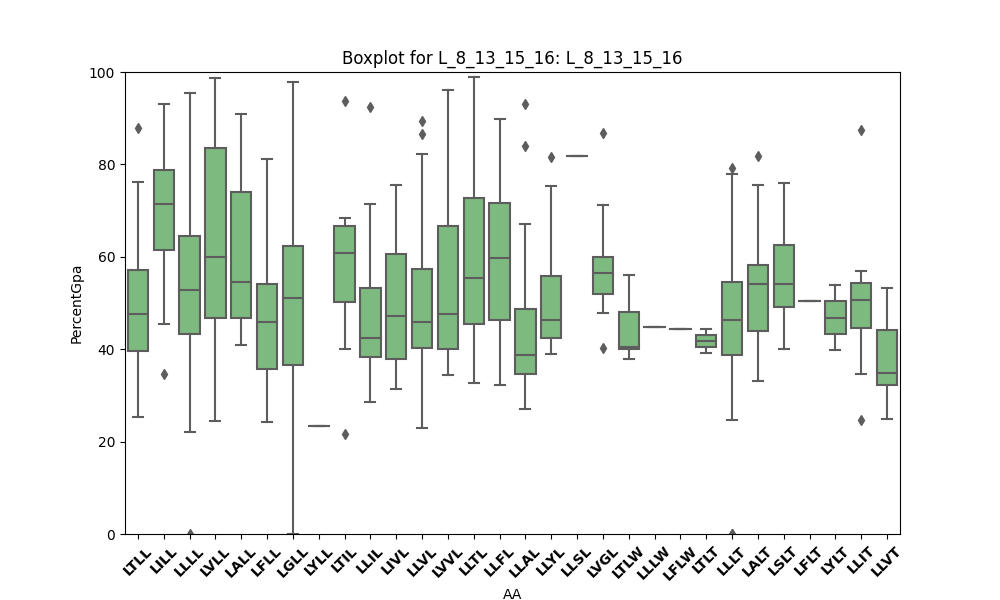 Boxplot for L_8_13_15_16: L_8_13_15_16
100
80
60
40
20
0
PercentGpa
LTLL LILL LLLL LVLL LALL LFLL LGLL LYLL LTIL LLIL LIVL LLVL LVVL LLTL LLFL LLAL LLYL LLSL LVGL LTLW LLLW LFLW LTLT LLLT LALT LSLT LFLT LYLT LLIT LLVT
AA